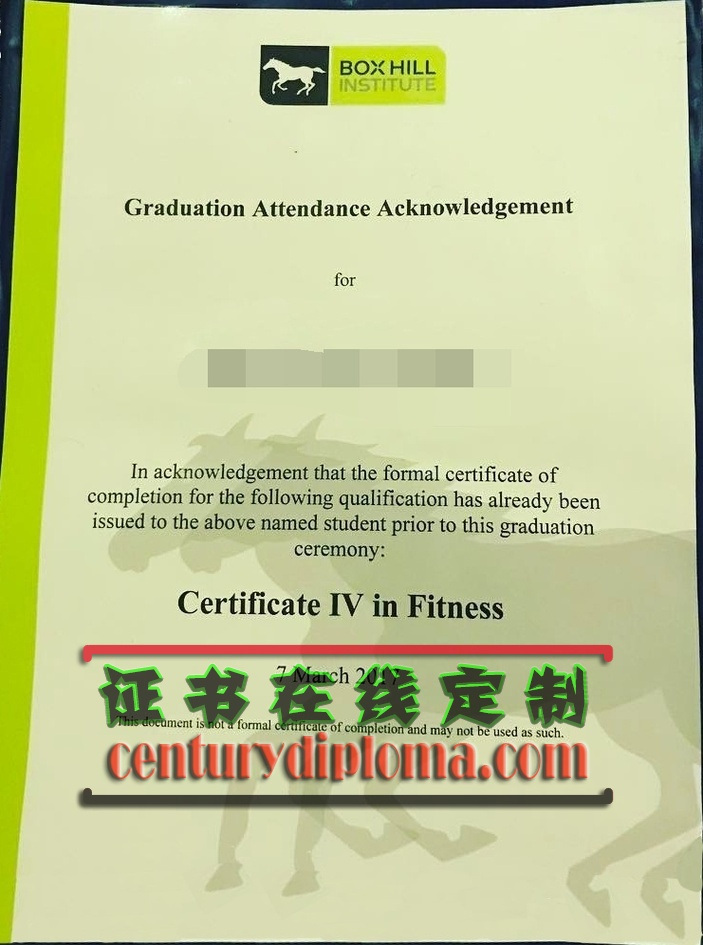 BOX HILL
INSTITUTE
Graduation Attendance Acknowledgement
for
In acknowledgement that the formal certificate of
completion for the following qualification has already been
issued to the above named student prior to this graduation
ceremony:
Certificate IV in Fitness
7 March
证书在线定制
This document is not a formal certificate of completion and may not be used as such.
centurydiploma.com